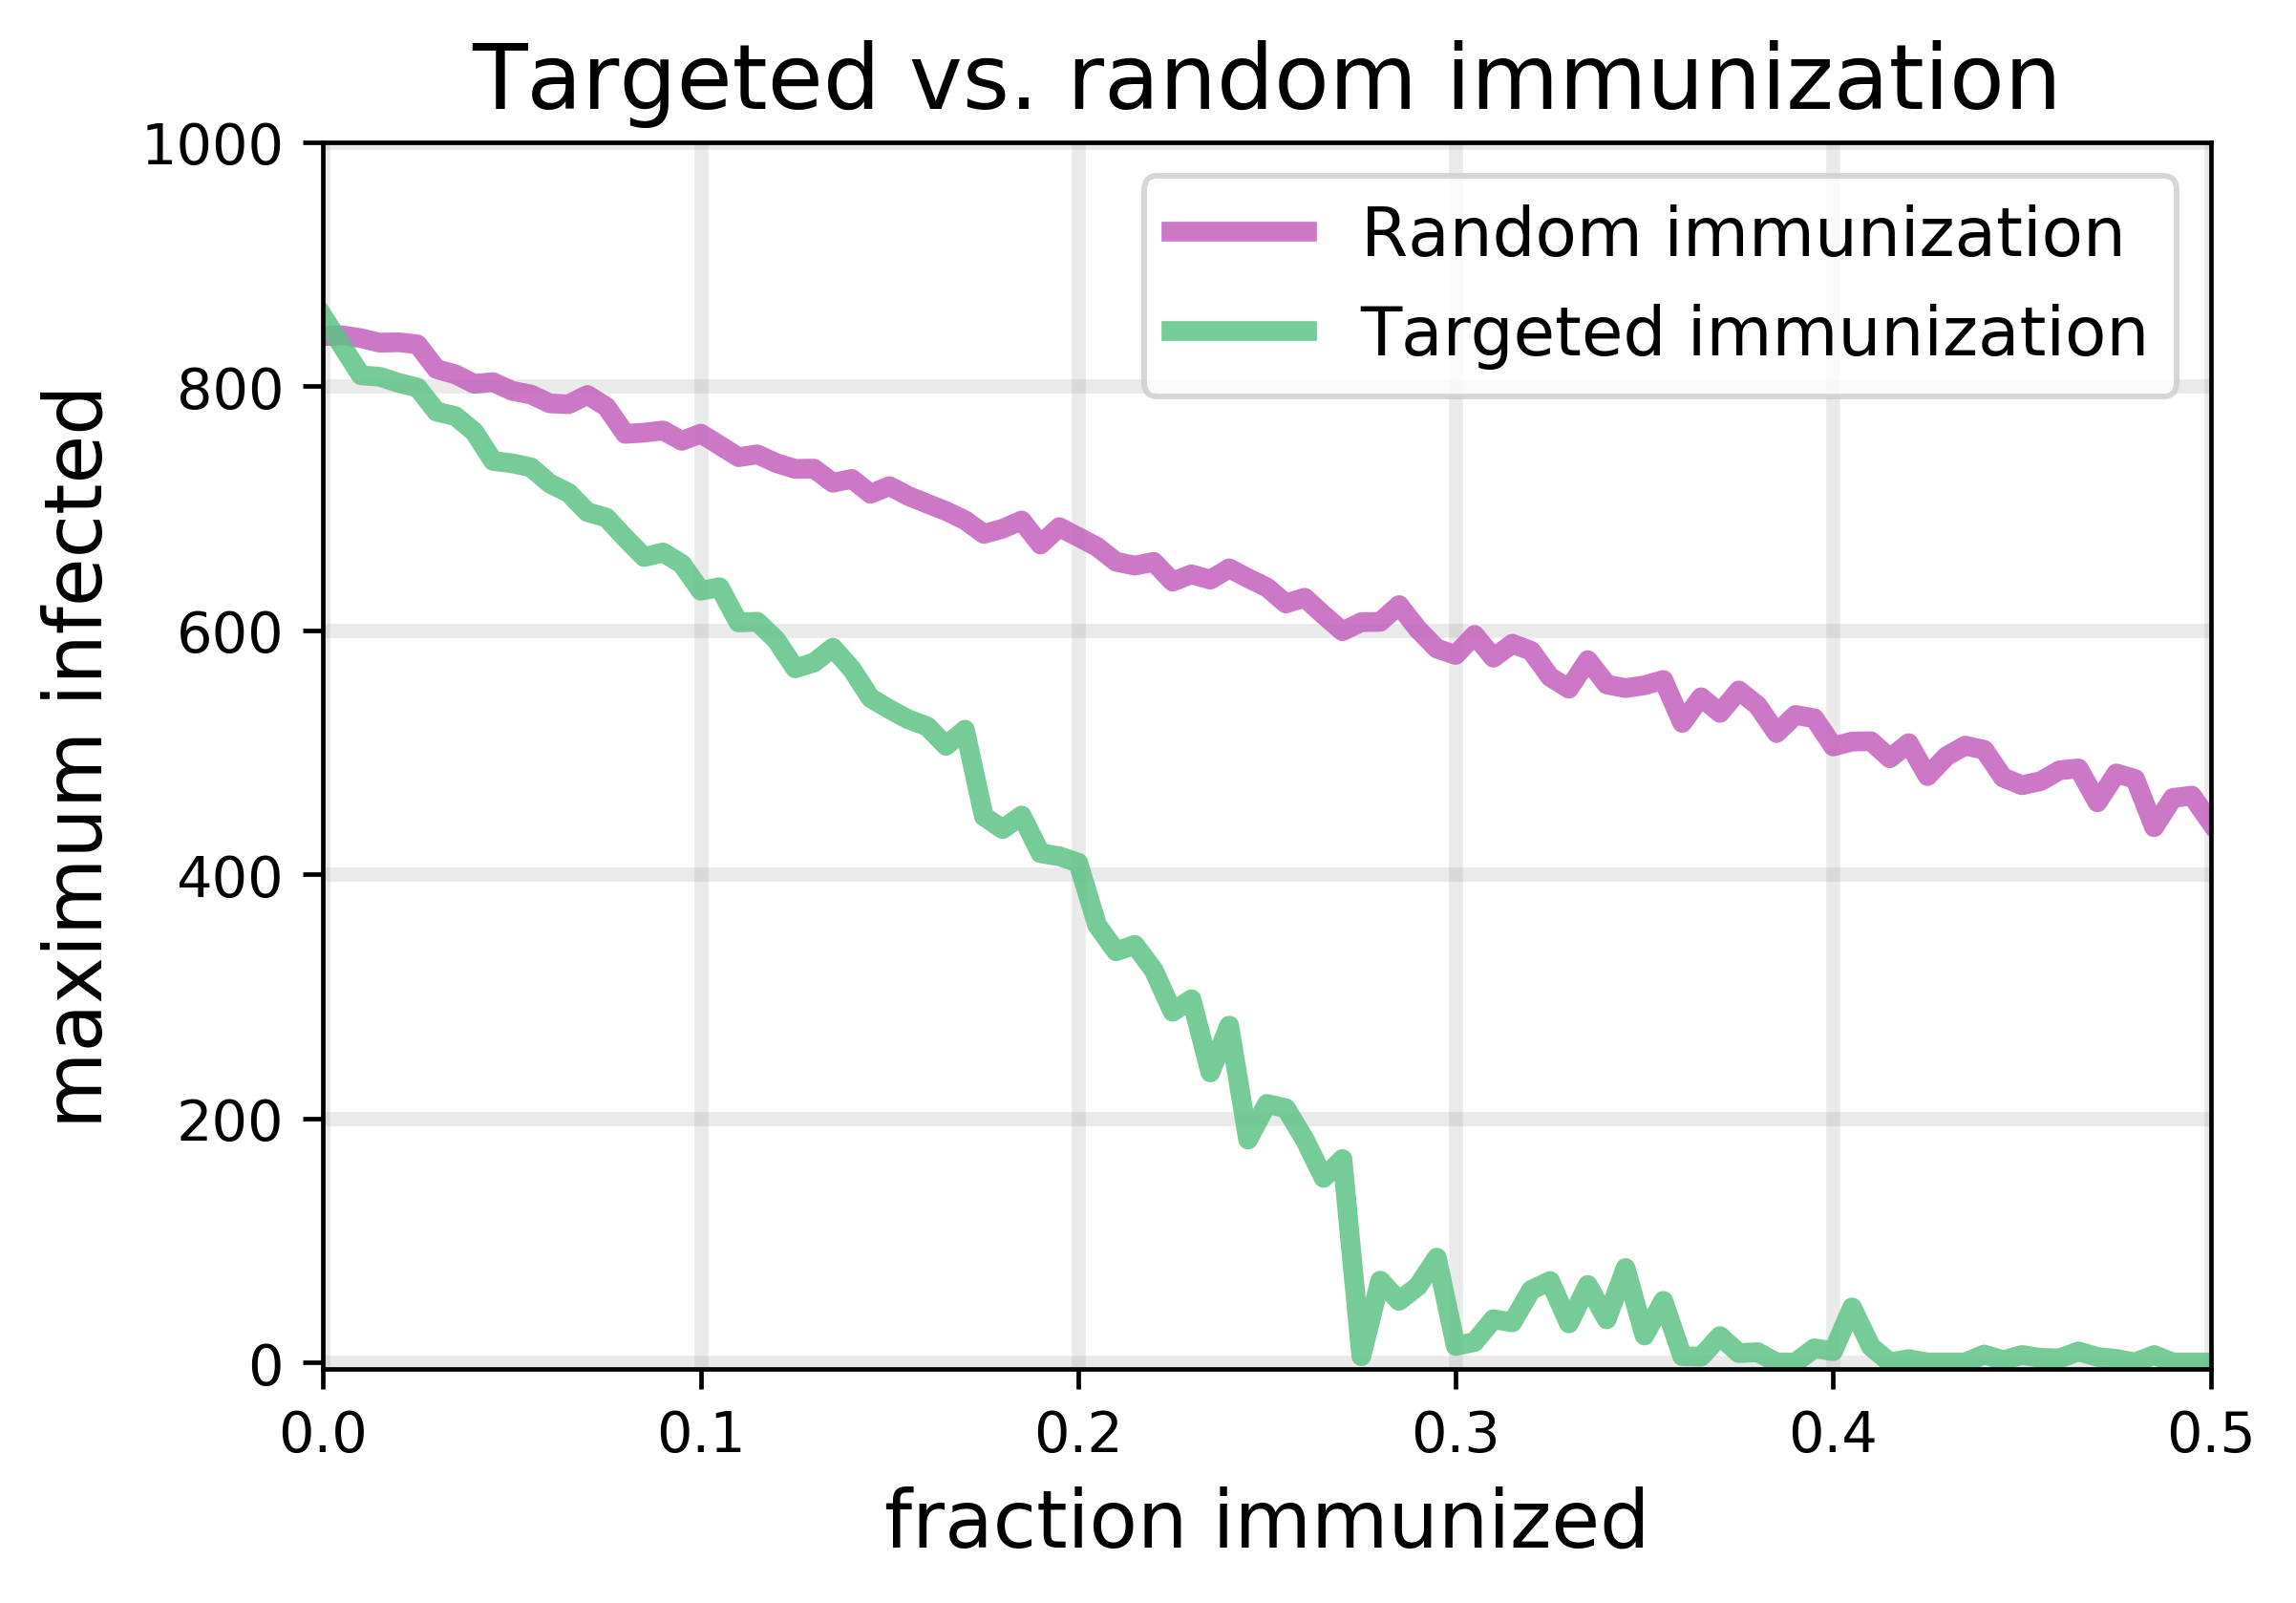 Targeted vs. random immunization
1000
800
600
400
200
0
maximum infected
Random immunization
Targeted immunization
0.0 0.1 0.2 0.3 0.4 0.5
fraction immunized